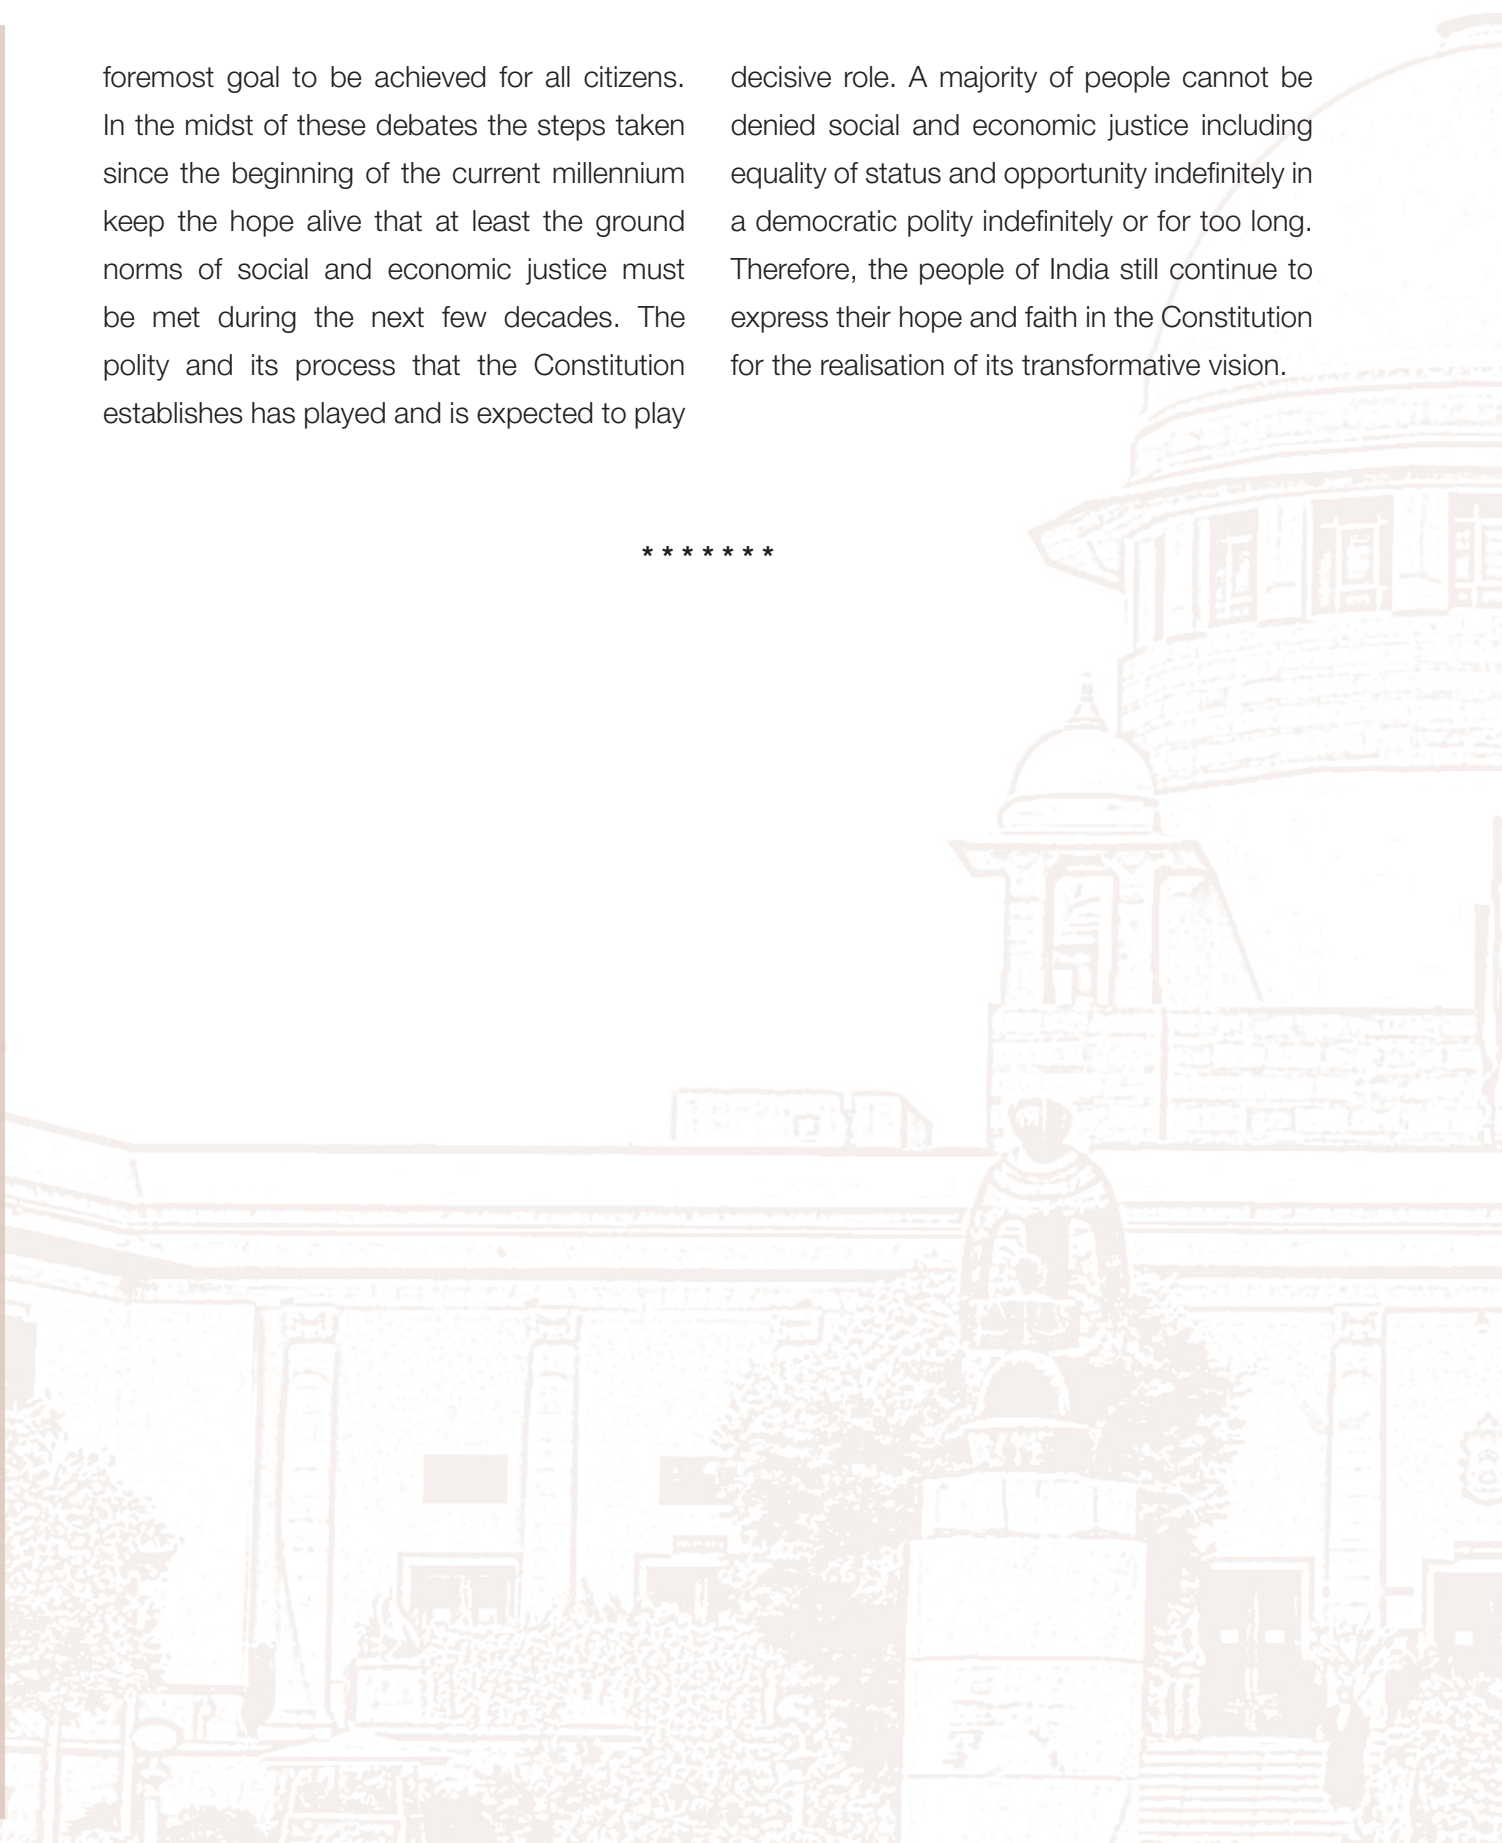 foremost goal to be achieved for all citizens.
In the midst of these debates the steps taken
since the beginning of the current millennium
keep the hope alive that at least the ground
norms of social and economic justice must
be met during the next few decades. The
polity and its process that the Constitution
establishes has played and is expected to play
decisive role. A majority of people cannot be
denied social and economic justice including
equality of status and opportunity indefinitely in
a democratic polity indefinitely or for too long.
Therefore, the people of India still continue to
express their hope and faith in the Constitution
for the realisation of its transformative vision.
* * * * * * *